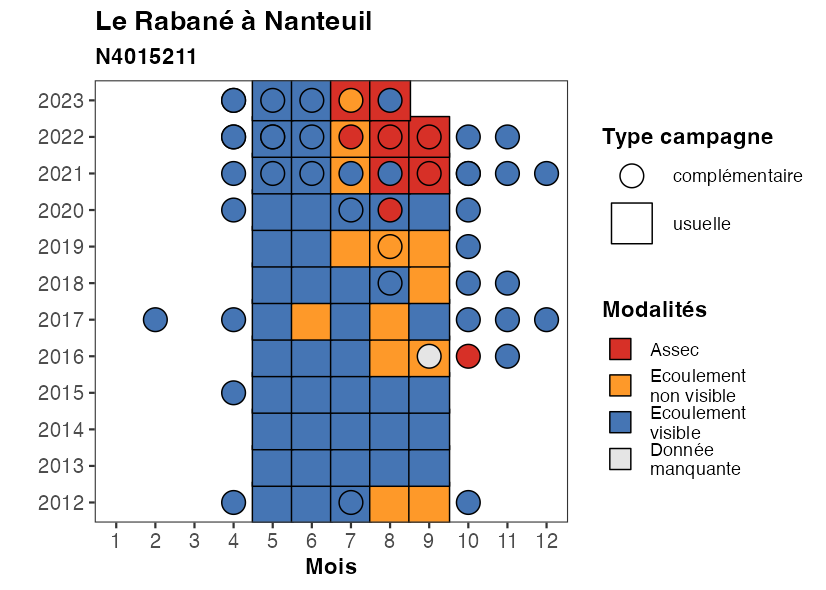 Le Rabané à Nanteuil
N4015211
2023
2022
2021
2020
2019
2018
2017
2016
2015
2014
2013
2012
1 2 3 4 5 6 7 8 9 10 11 12
Mois
Type campagne
complémentaire
usuelle
Modalités
Assec
Ecoulement
non visible
Ecoulement
visible
Donnée
manquante